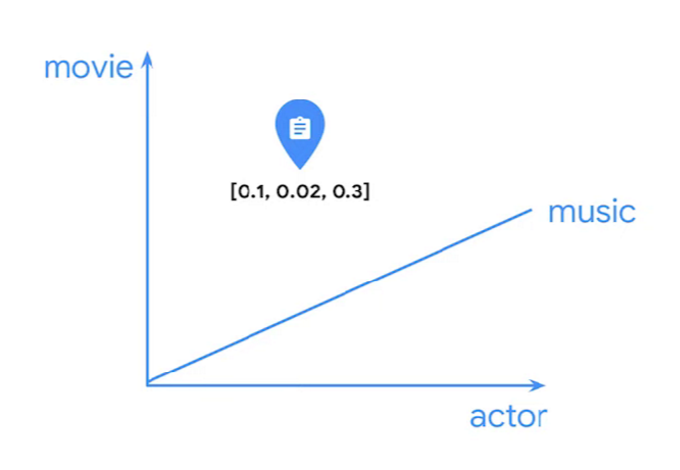 movie
[0.1, 0.02, 0.3]
music
actor